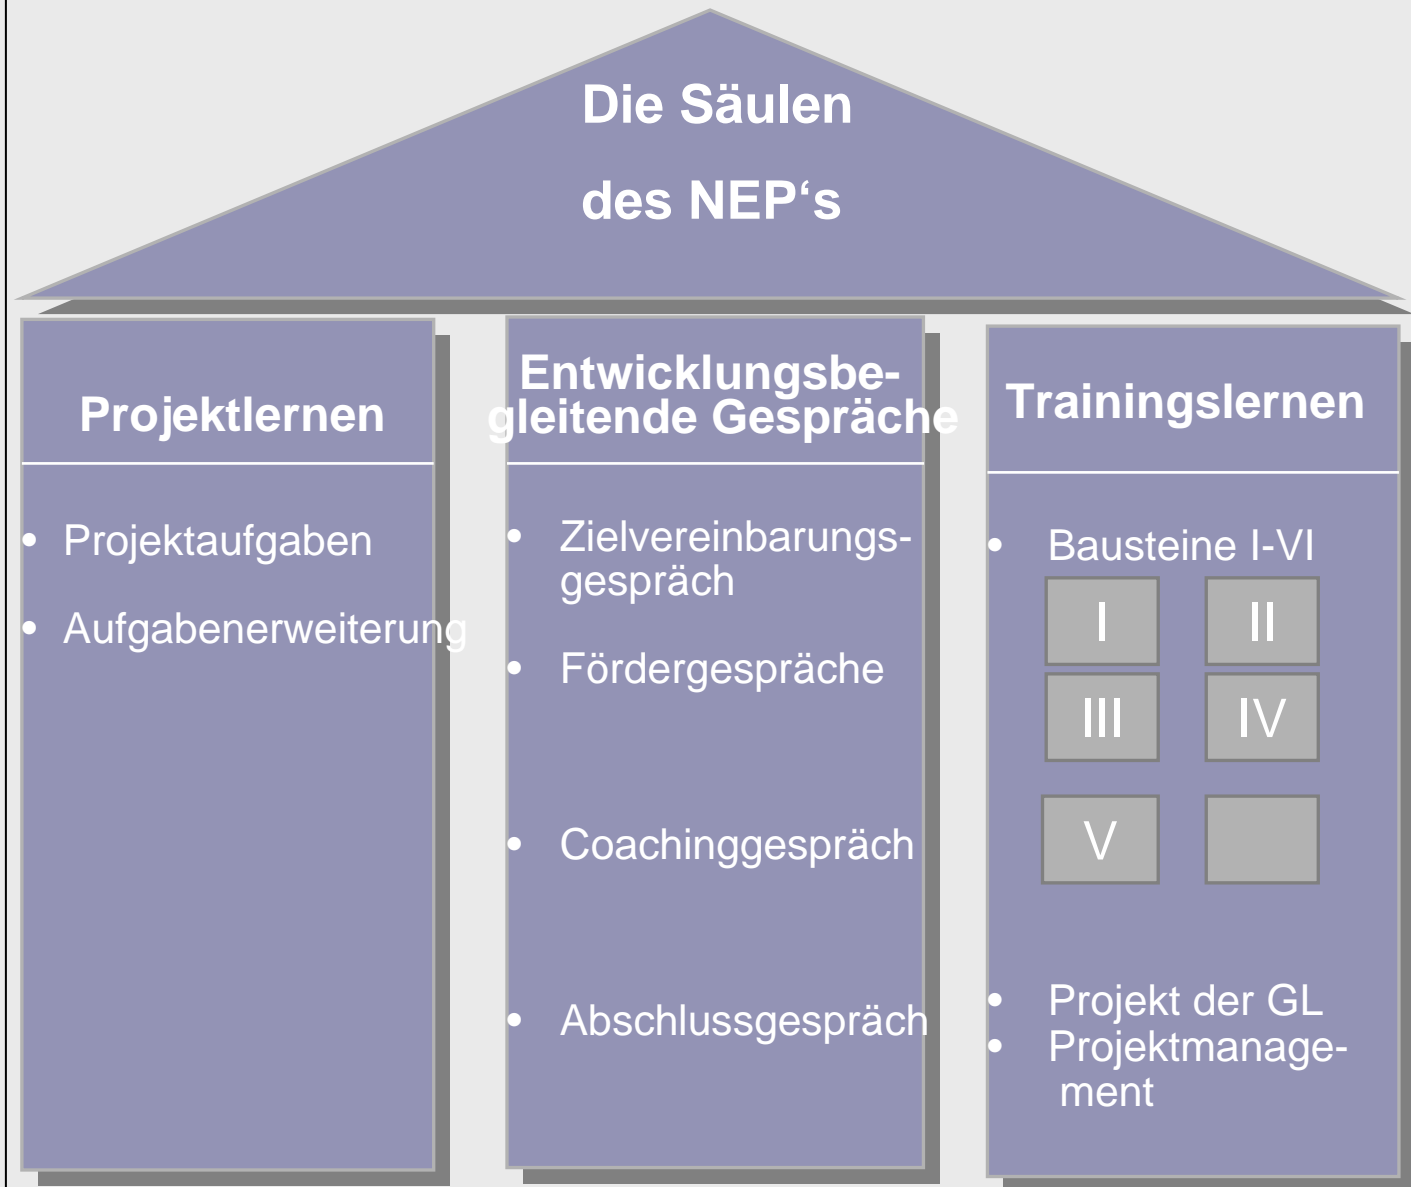 Die Säulen
des NEP‘s
Projektlernen
• Projektaufgaben
• Aufgabenerweiterung
Entwicklungsbe-
gleitende Gespräche
• Zielvereinbarungs-
gespräch
• Fördergespräche
• Coachinggespräch
• Abschlussgespräch
Trainingslernen
• Bausteine I-VI
I II
III IV
V
• Projekt der GL
• Projektmanage-
ment